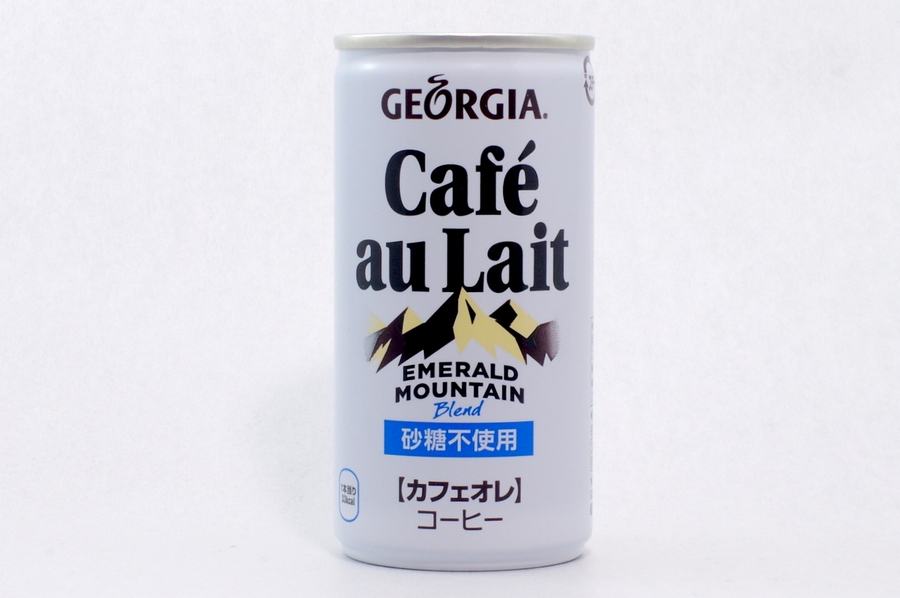 GEORGIA.
Café
au Lait
EMERALD
MOUNTAIN
Blend
砂糖不使用
【カフェオレ】
コーヒー